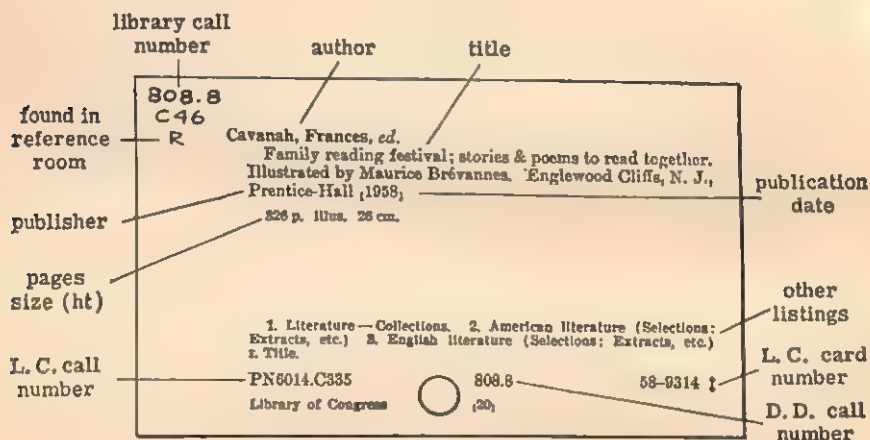 library call
number
author
title
808.8
C46
R
found in
reference
room
Cavanah, Frances, ed.
Family reading festival; stories & poems to read together.
Illustrated by Maurice Brévannes. Englewood Cliffs, N. J.,
Prentice-Hall [1958]
publication
date
publisher
326 p. illus. 26 cm.
pages
size (ht)
other
listings
1. Literature—Collections. 2. American literature (Selections:
Extracts, etc.) 3. English literature (Selections: Extracts, etc.)
I. Title.
L. C. call
number
PN6014.C335
808.8
58-9314 ‡
L. C. card
number
Library of Congress
[20]
D. D. call
number